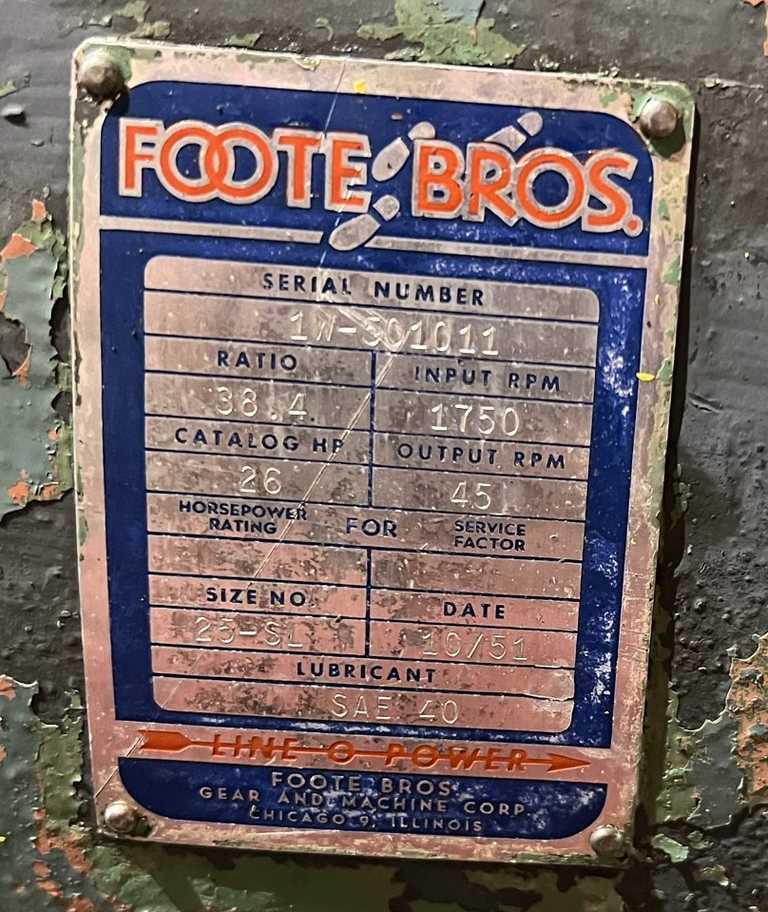 FOOTE BROS.
SERIAL NUMBER
1W-501011
RATIO INPUT RPM
38.4 1750
CATALOG HP OUTPUT RPM
26 45
HORSEPOWER RATING FOR SERVICE FACTOR
SIZE NO. DATE
25-SL 10/51
LUBRICANT
SAE 40
LINE-O-POWER
FOOTE BROS.
GEAR AND MACHINE CORP.
CHICAGO 9, ILLINOIS